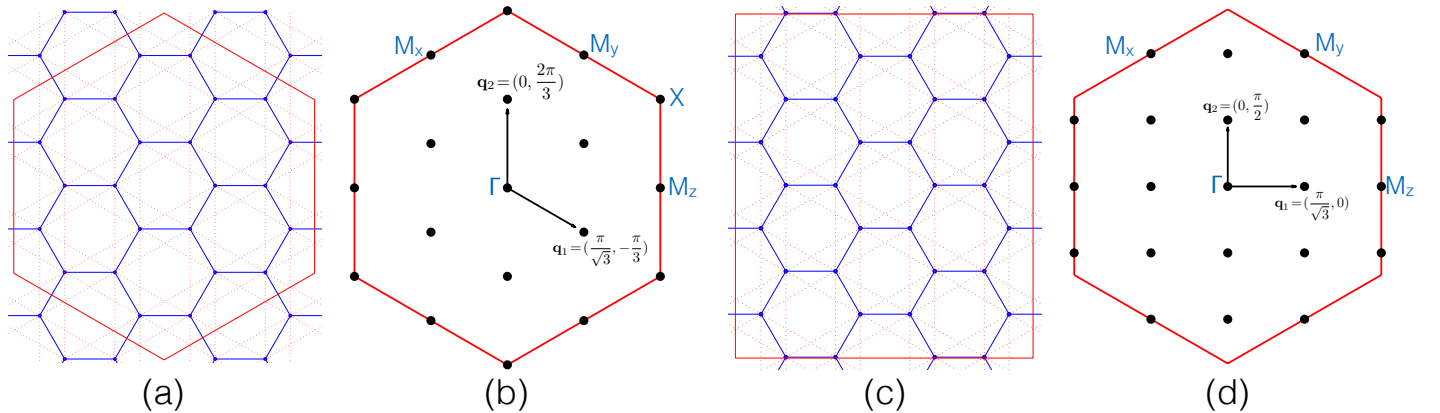 Mx
My
q₂=(0, 2π/3)
X
Γ
Mz
q₁=(π/√3, -π/3)
Mx
My
q₂=(0, π/2)
Γ
Mz
q₁=(π/√3, 0)
(a)
(b)
(c)
(d)